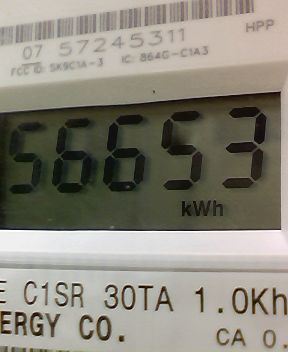 07 57245311
HPP
FCC ID: SK9C1A-3 IC: 864G-C1A3
56653
kWh
E C1SR 30TA 1.0Kh
ERGY CO.
CA 0.